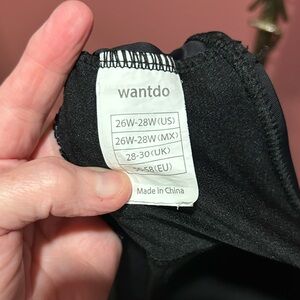 wantdo
26W-28W(US)
26W-28W(MX)
28-30(UK)
58(EU)
Made in China